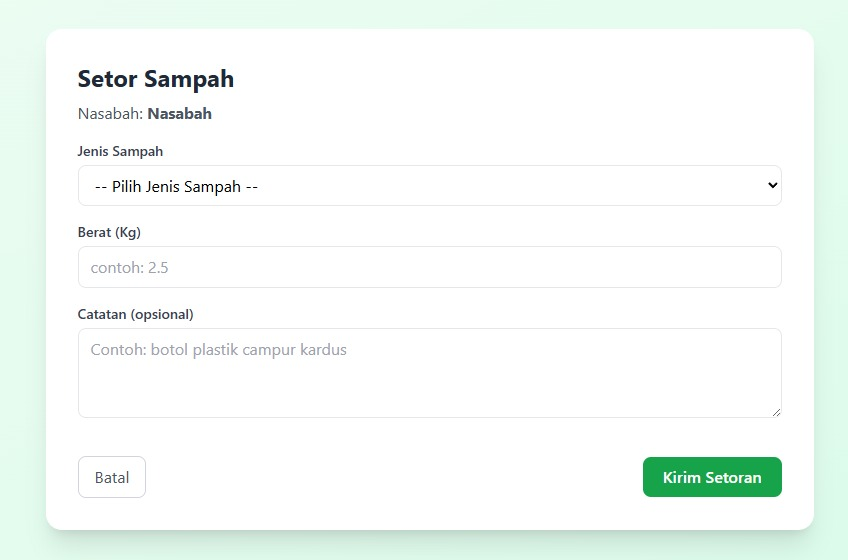 Setor Sampah
Nasabah: Nasabah
Jenis Sampah
-- Pilih Jenis Sampah --
Berat (Kg)
contoh: 2.5
Catatan (opsional)
Contoh: botol plastik campur kardus
Batal
Kirim Setoran